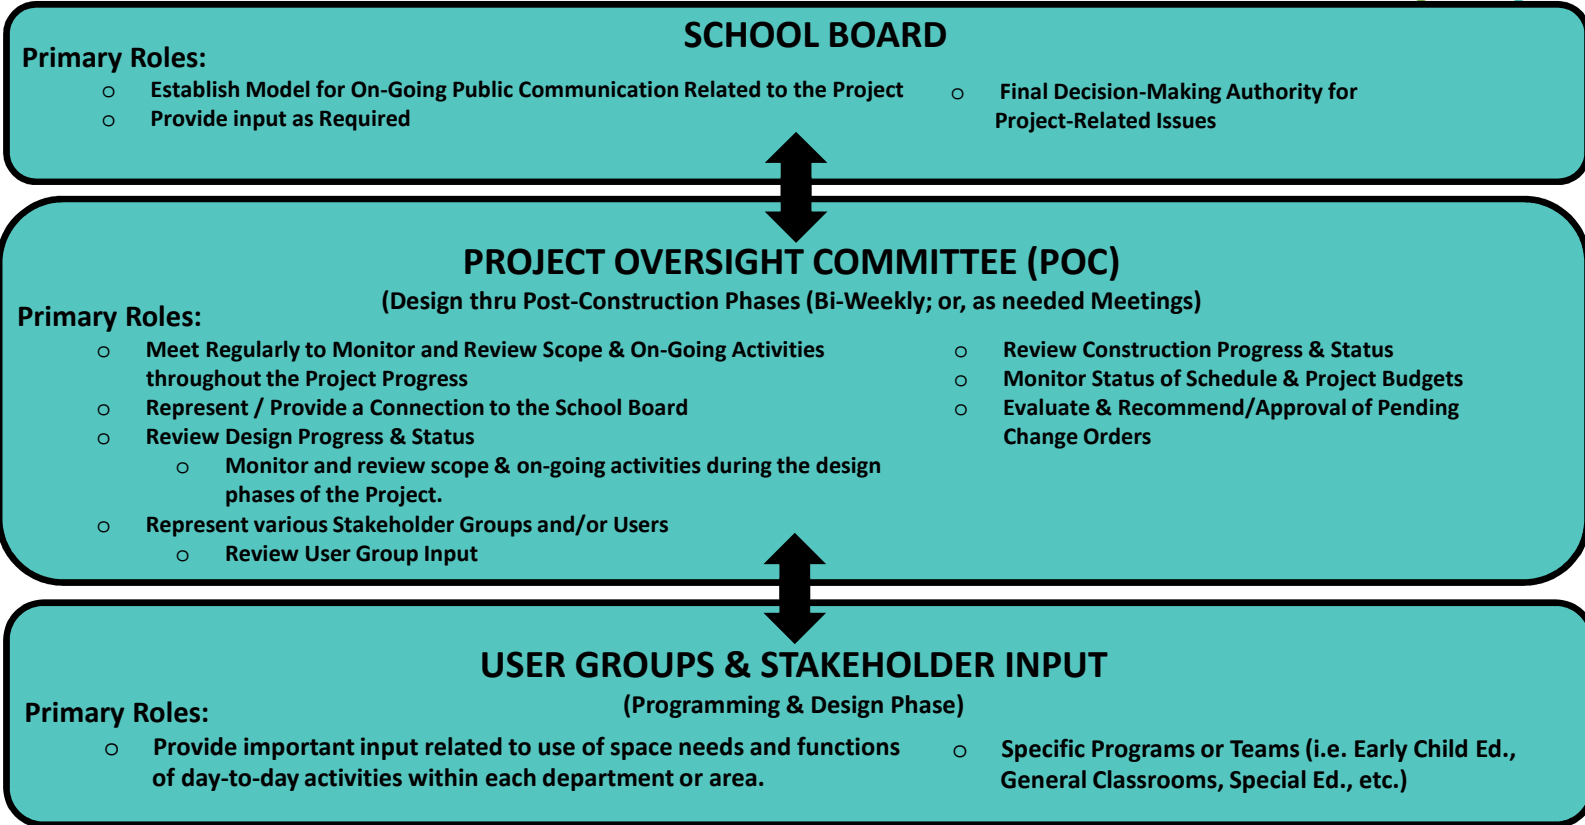 SCHOOL BOARD
Primary Roles:
o Establish Model for On-Going Public Communication Related to the Project
o Provide input as Required
o Final Decision-Making Authority for
Project-Related Issues
PROJECT OVERSIGHT COMMITTEE (POC)
(Design thru Post-Construction Phases (Bi-Weekly; or, as needed Meetings)
Primary Roles:
o Meet Regularly to Monitor and Review Scope & On-Going Activities
throughout the Project Progress
o Represent / Provide a Connection to the School Board
o Review Design Progress & Status
o Monitor and review scope & on-going activities during the design
phases of the Project.
o Represent various Stakeholder Groups and/or Users
o Review User Group Input
o Review Construction Progress & Status
o Monitor Status of Schedule & Project Budgets
o Evaluate & Recommend/Approval of Pending
Change Orders
USER GROUPS & STAKEHOLDER INPUT
(Programming & Design Phase)
Primary Roles:
o Provide important input related to use of space needs and functions
of day-to-day activities within each department or area.
o Specific Programs or Teams (i.e. Early Child Ed.,
General Classrooms, Special Ed., etc.)